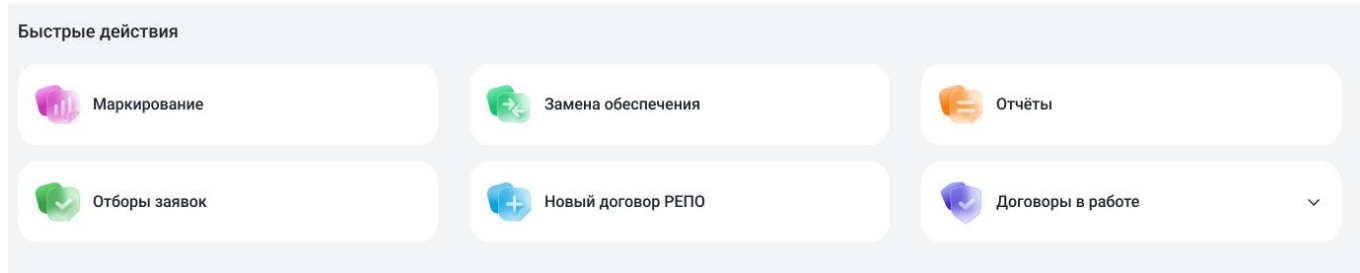 Быстрые действия
Маркирование
Замена обеспечения
Отчёты
Отборы заявок
Новый договор РЕПО
Договоры в работе